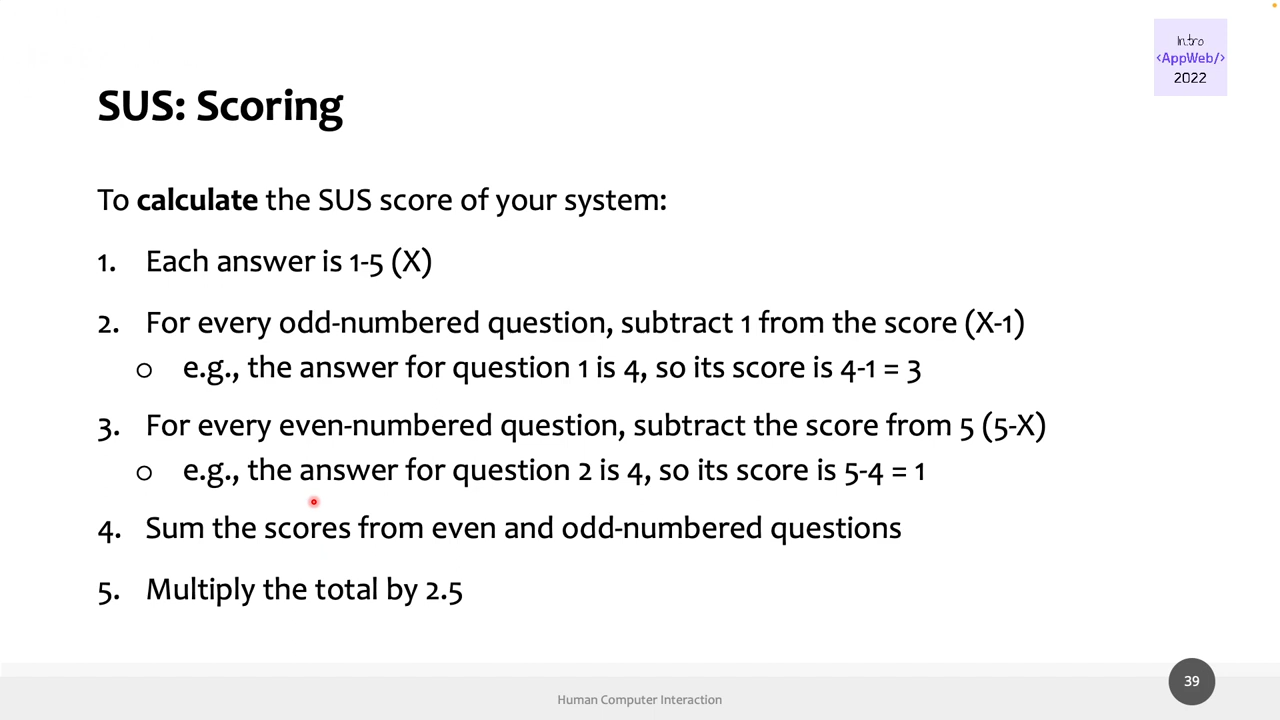 Intro
<AppWeb/>
2022
SUS: Scoring
To calculate the SUS score of your system:
1. Each answer is 1-5 (X)
2. For every odd-numbered question, subtract 1 from the score (X-1)
o e.g., the answer for question 1 is 4, so its score is 4-1 = 3
3. For every even-numbered question, subtract the score from 5 (5-X)
o e.g., the answer for question 2 is 4, so its score is 5-4 = 1
4. Sum the scores from even and odd-numbered questions
5. Multiply the total by 2.5
Human Computer Interaction
39